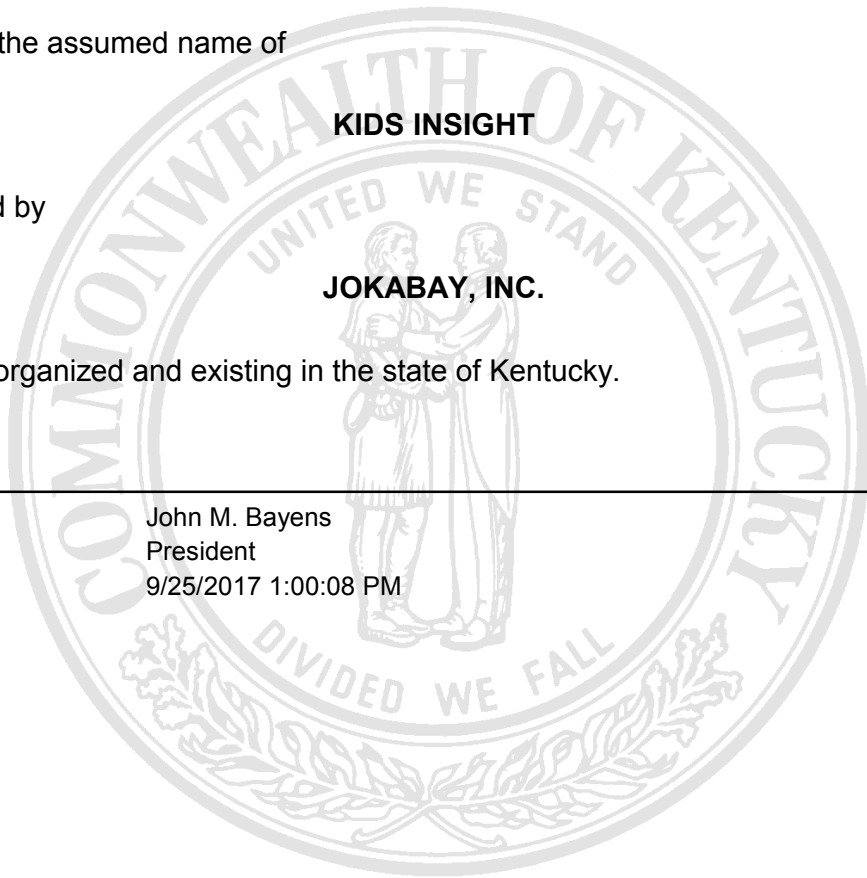 the assumed name of
KIDS INSIGHT
d by
JOKABAY, INC.
organized and existing in the state of Kentucky.
John M. Bayens
President
9/25/2017 1:00:08 PM
COMMONWEALTH OF KENTUCKY
UNITED WE STAND
DIVIDED WE FALL